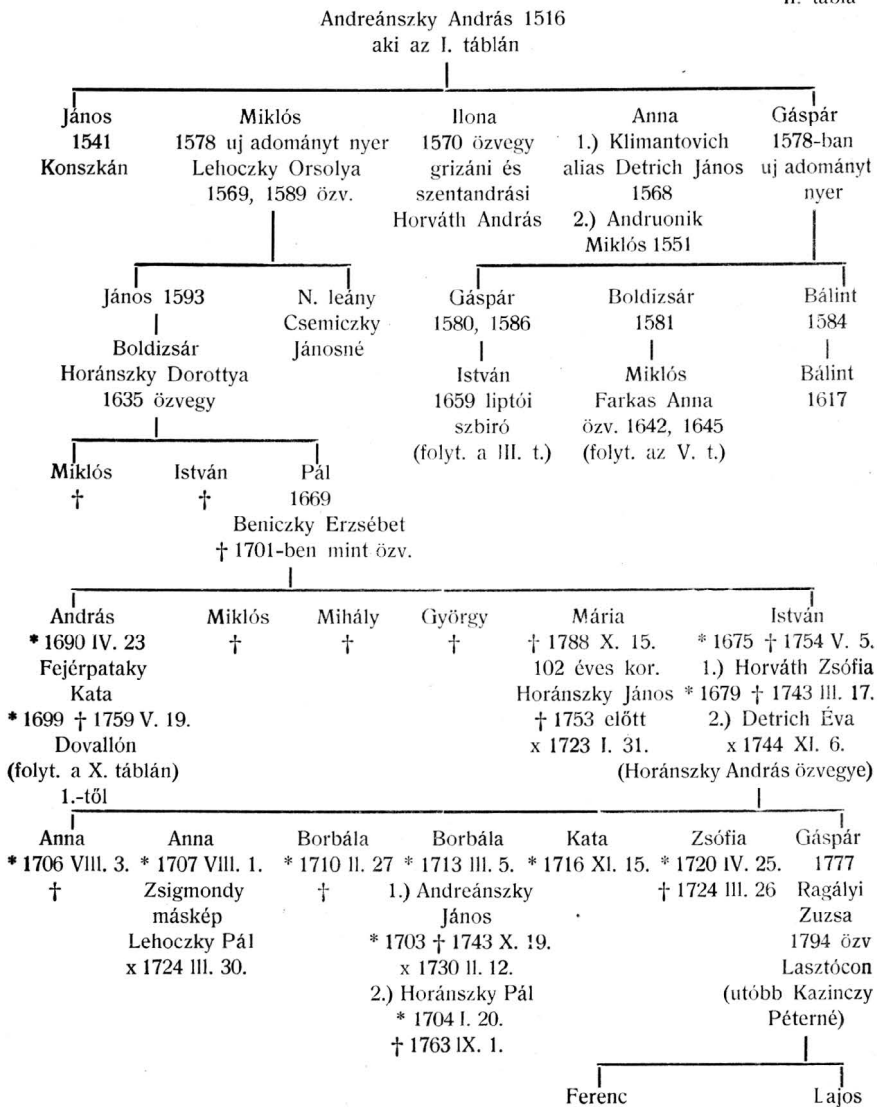 II. tábla
Andreánszky András 1516
aki az I. táblán
János
1541
Konszkán
Miklós
1578 uj adományt nyer
Lehoczky Orsolya
1569, 1589 özv.
Ilona
1570 özvegy
grizáni és
szentandrási
Horváth András
Anna
1.) Klimantovich
alias Detrich János
1568
2.) Andruonik
Miklós 1551
Gáspár
1578-ban
uj adományt
nyer
János 1593
N. leány
Csemiczky
Jánosné
Gáspár
1580, 1586
Boldizsár
1581
Bálint
1584
Boldizsár
Horánszky Dorottya
1635 özvegy
István
1659 liptói
szbiró
(folyt. a III. t.)
Miklós
Farkas Anna
özv. 1642, 1645
(folyt. az V. t.)
Bálint
1617
Miklós
†
István
†
Pál
1669
Beniczky Erzsébet
† 1701-ben mint özv.
András
* 1690 IV. 23
Fejérpataky
Kata
* 1699 † 1759 V. 19.
Dovallón
(folyt. a X. táblán)
Miklós
†
Mihály
†
György
†
Mária
† 1788 X. 15.
102 éves kor.
Horánszky János
† 1753 előtt
x 1723 I. 31.
István
* 1675 † 1754 V. 5.
1.) Horváth Zsófia
* 1679 † 1743 III. 17.
2.) Detrich Éva
x 1744 XI. 6.
(Horánszky András özvegye)
1.-től
Anna
* 1706 VIII. 3.
†
Anna
* 1707 VIII. 1.
Zsigmondy
máskép
Lehoczky Pál
x 1724 III. 30.
Borbála
* 1710 II. 27
†
Borbála
* 1713 III. 5.
1.) Andreánszky
János
* 1703 † 1743 X. 19.
x 1730 II. 12.
2.) Horánszky Pál
* 1704 I. 20.
† 1763 IX. 1.
Kata
* 1716 XI. 15.
Zsófia
* 1720 IV. 25.
† 1724 III. 26
Gáspár
1777
Ragályi
Zuzsa
1794 özv
Lasztócon
(utóbb Kazinczy
Péterné)
Ferenc
Lajos